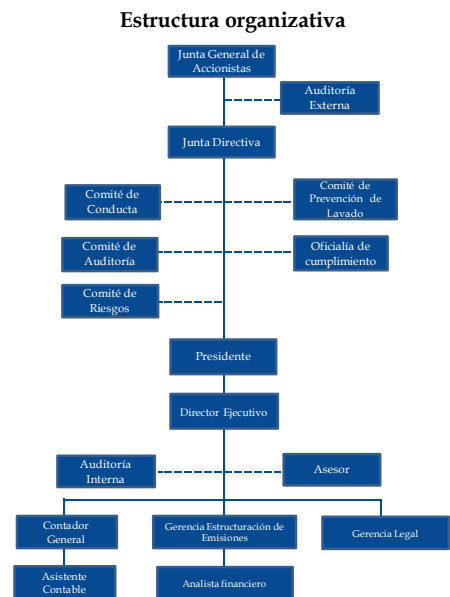 Estructura organizativa
Junta General de
Accionistas
Auditoría
Externa
Junta Directiva
Comité de
Conducta
Comité de
Prevención de
Lavado
Comité de
Auditoría
Oficialía de
cumplimiento
Comité de
Riesgos
Presidente
Director Ejecutivo
Auditoría
Interna
Asesor
Contador
General
Gerencia Estructuración de
Emisiones
Gerencia Legal
Asistente
Contable
Analista financiero